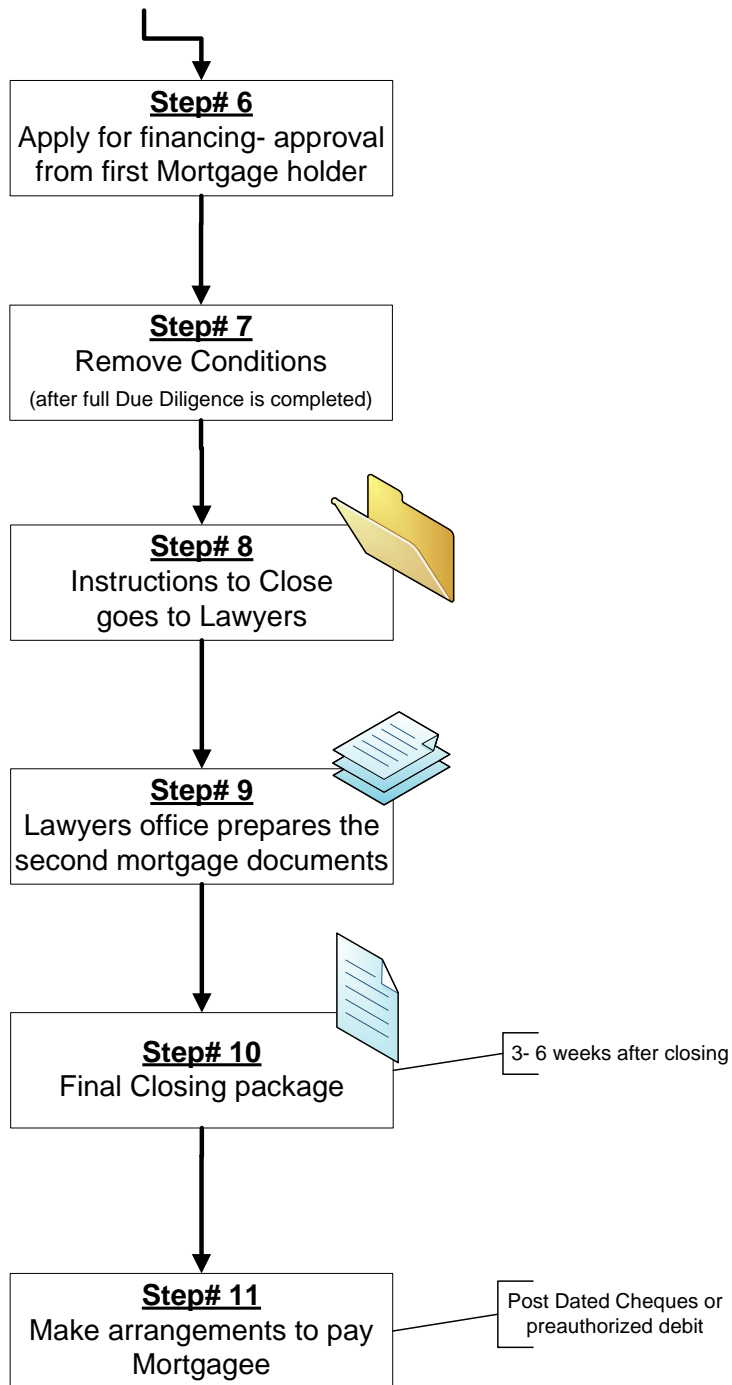 Step# 6
Apply for financing- approval
from first Mortgage holder
Step# 7
Remove Conditions
(after full Due Diligence is completed)
Step# 8
Instructions to Close
goes to Lawyers
Step# 9
Lawyers office prepares the
second mortgage documents
Step# 10
Final Closing package
3- 6 weeks after closing
Step# 11
Make arrangements to pay
Mortgagee
Post Dated Cheques or
preauthorized debit